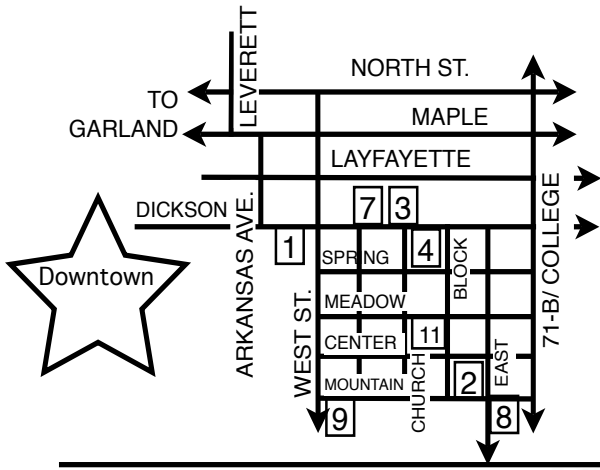 NORTH ST.
LEVERETT
TO
GARLAND
MAPLE
LAYFAYETTE
DICKSON
7
3
1
4
SPRING
BLOCK
Downtown
ARKANSAS AVE.
WEST ST.
71-B/ COLLEGE
MEADOW
CENTER
11
CHURCH
EAST
MOUNTAIN
2
9
8